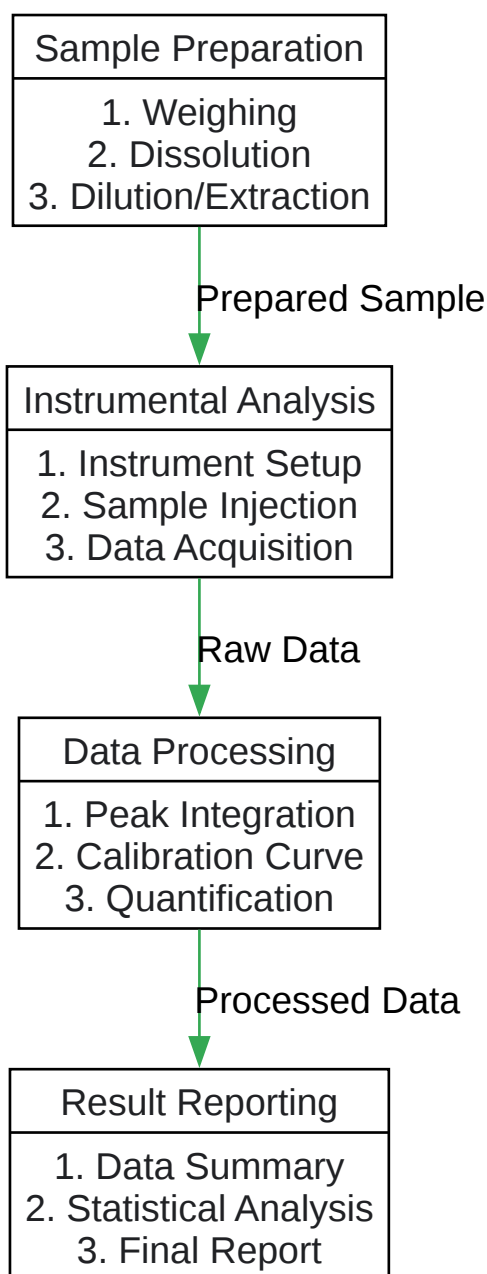 Sample Preparation
1. Weighing
2. Dissolution
3. Dilution/Extraction
Prepared Sample
Instrumental Analysis
1. Instrument Setup
2. Sample Injection
3. Data Acquisition
Raw Data
Data Processing
1. Peak Integration
2. Calibration Curve
3. Quantification
Processed Data
Result Reporting
1. Data Summary
2. Statistical Analysis
3. Final Report